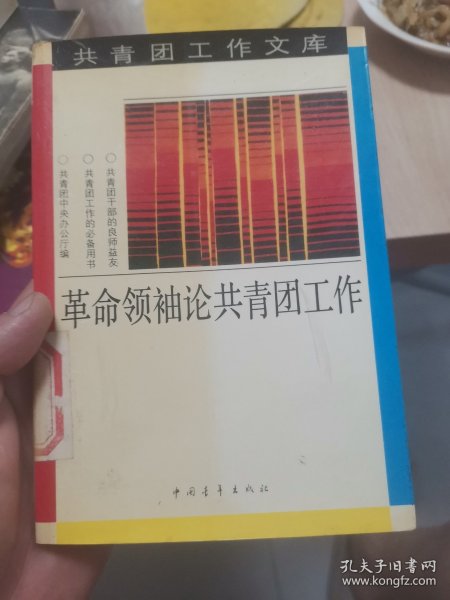 共青团工作文库
○共青团干部的良师益友
○共青团工作的必备用书
○共青团中央办公厅编
革命领袖论共青团工作
中国青年出版社
孔夫子旧书网
www.kongfz.com